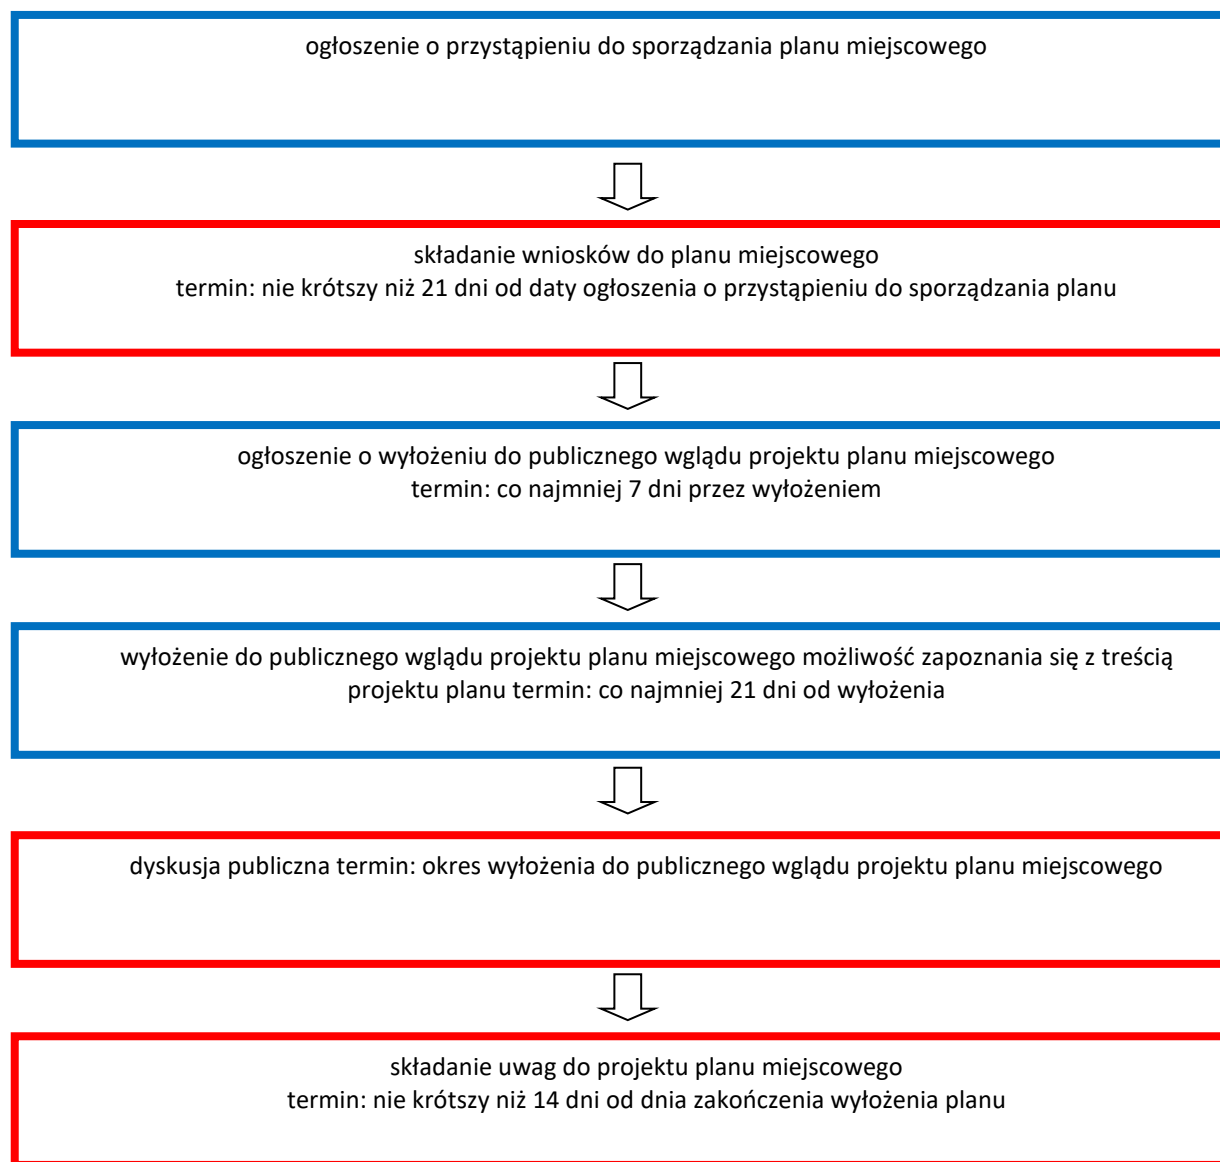 ogłoszenie o przystąpieniu do sporządzania planu miejscowego
składanie wniosków do planu miejscowego
termin: nie krótszy niż 21 dni od daty ogłoszenia o przystąpieniu do sporządzania planu
ogłoszenie o wyłożeniu do publicznego wglądu projektu planu miejscowego
termin: co najmniej 7 dni przez wyłożeniem
wyłożenie do publicznego wglądu projektu planu miejscowego możliwość zapoznania się z treścią
projektu planu termin: co najmniej 21 dni od wyłożenia
dyskusja publiczna termin: okres wyłożenia do publicznego wglądu projektu planu miejscowego
składanie uwag do projektu planu miejscowego
termin: nie krótszy niż 14 dni od dnia zakończenia wyłożenia planu